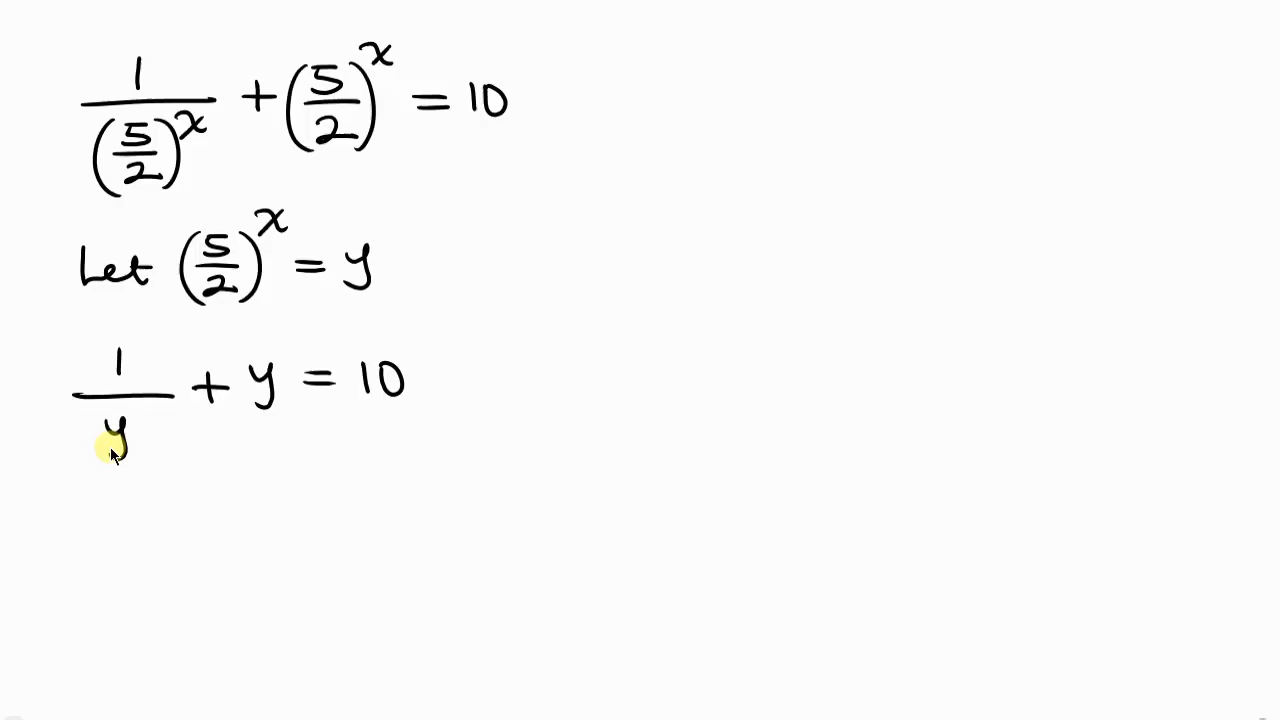 1/(5/2)^x + (5/2)^x = 10
Let (5/2)^x = y
1/y + y = 10